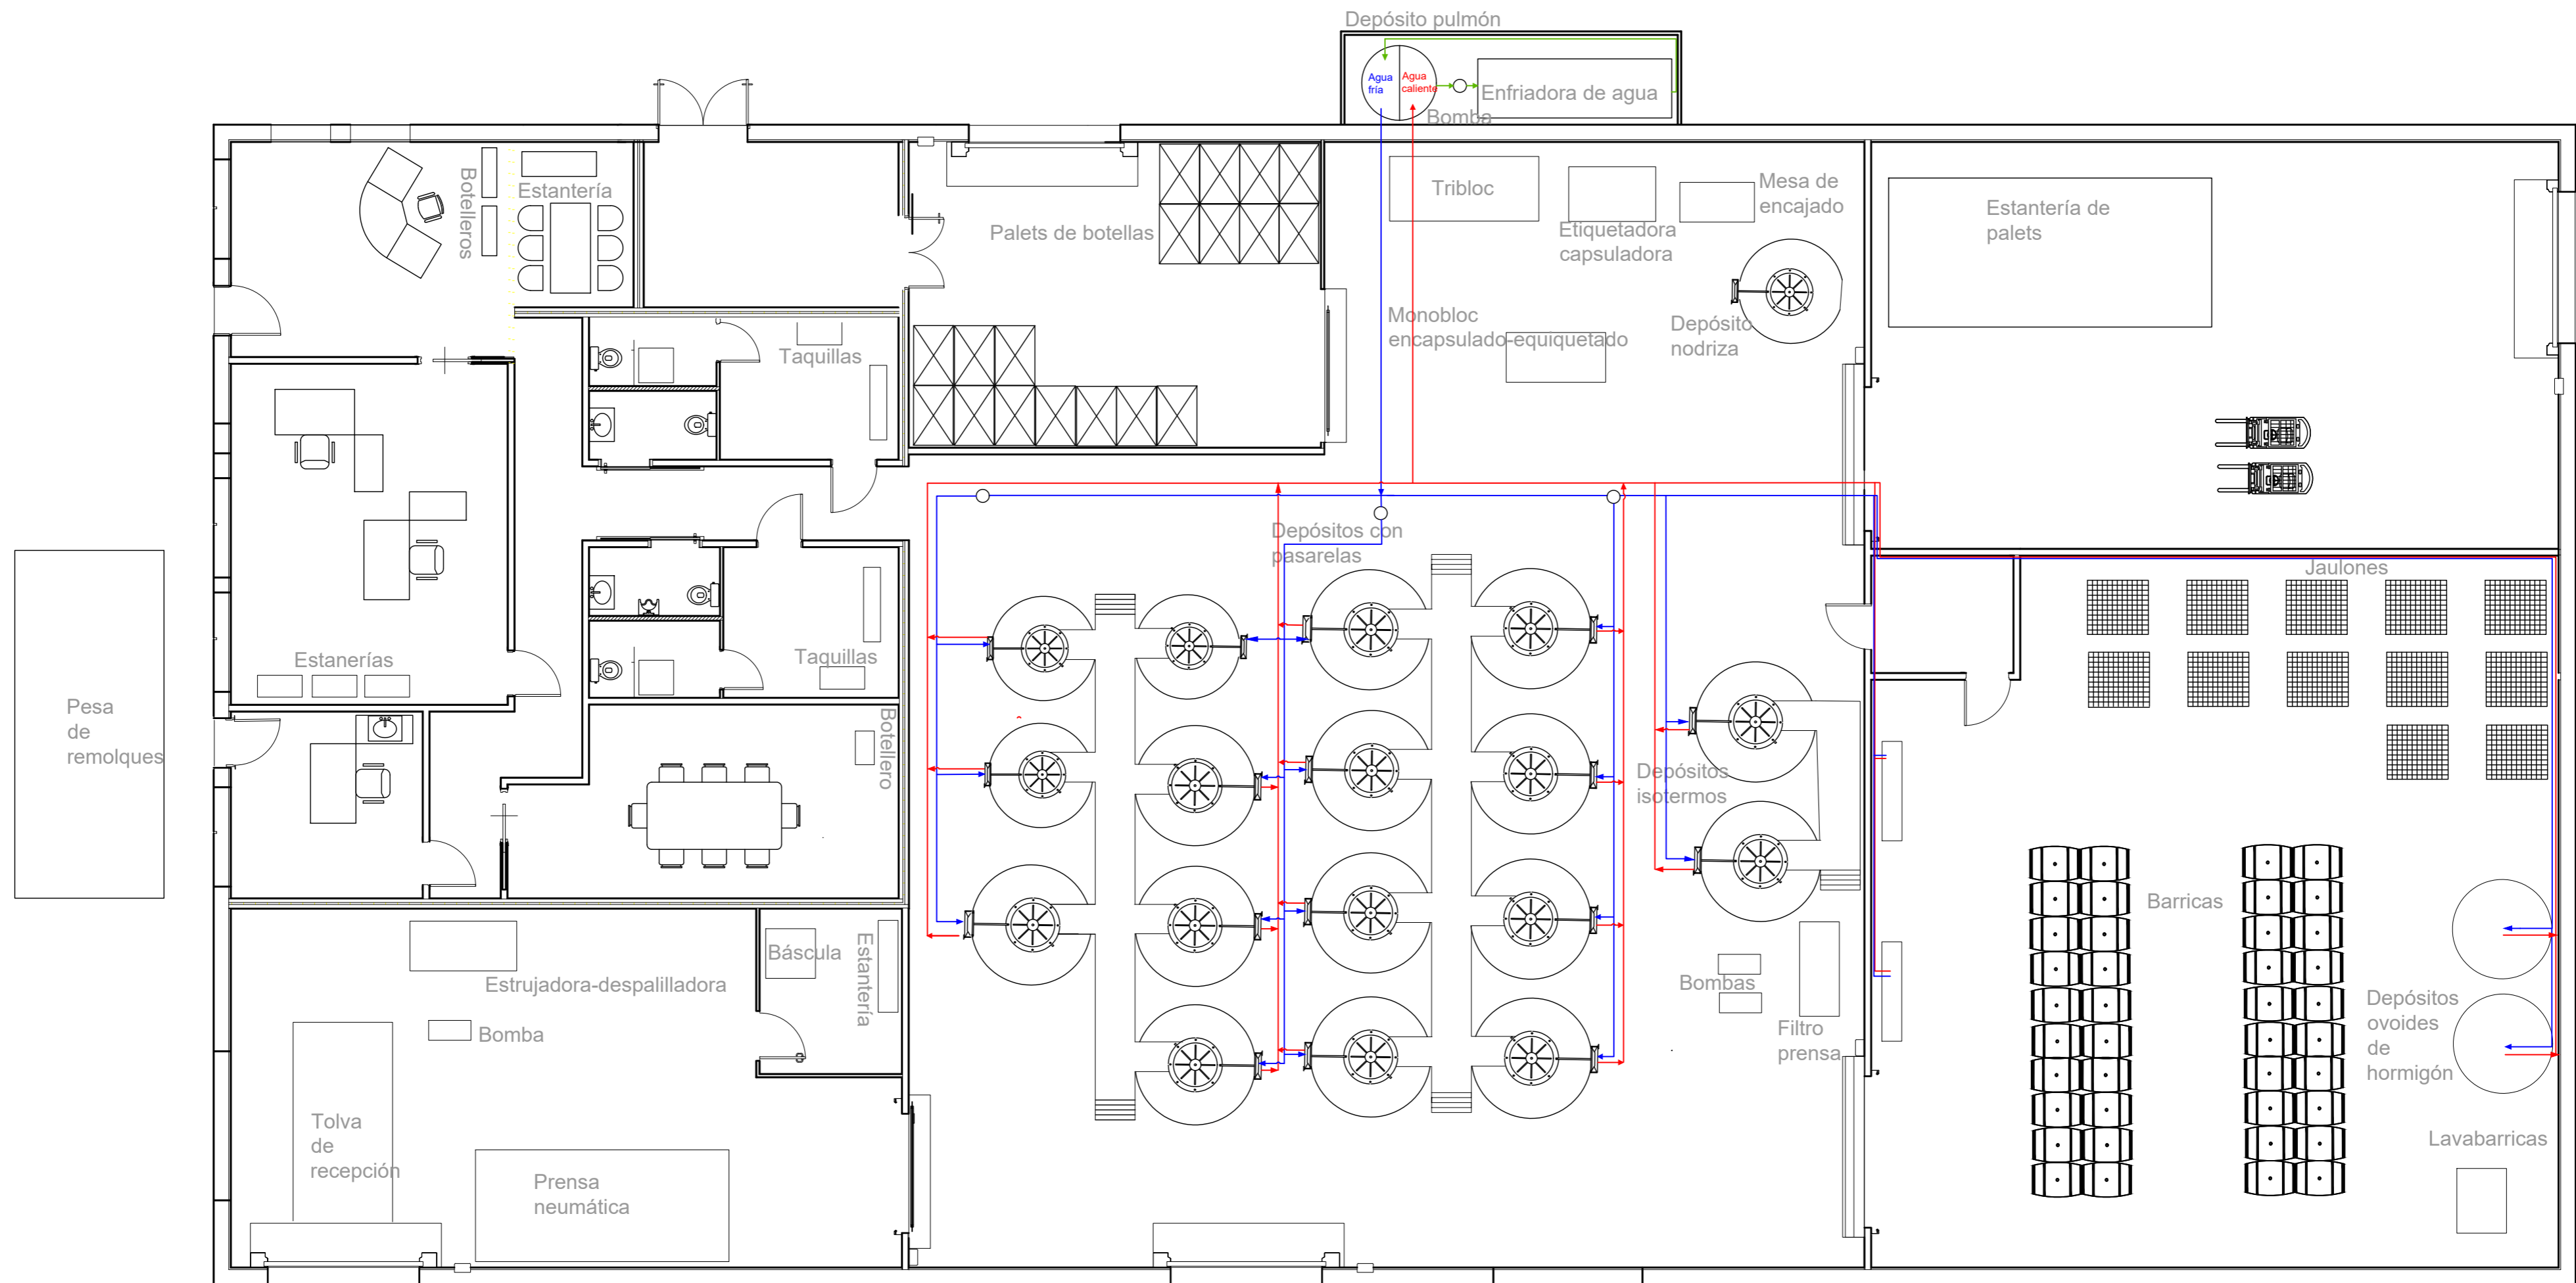 Depósito pulmón
Agua
fría
Agua
caliente
Enfriadora de agua
Bomba
Botelleros
Estantería
Palets de botellas
Tribloc
Etiquetadora
capsuladora
Mesa de
encajado
Estantería de
palets
Monobloc
encapsulado-equiquetado
Depósito
nodriza
Taquillas
Depósitos con
pasarelas
Jaulones
Estanerías
Taquillas
Pesa
de
remolques
Botellero
Depósitos
isotermos
Barricas
Báscula
Estantería
Estrujadora-despalilladora
Bomba
Bombas
Filtro
prensa
Depósitos
ovoides
de
hormigón
Tolva
de
recepción
Prensa
neumática
Lavabarricas